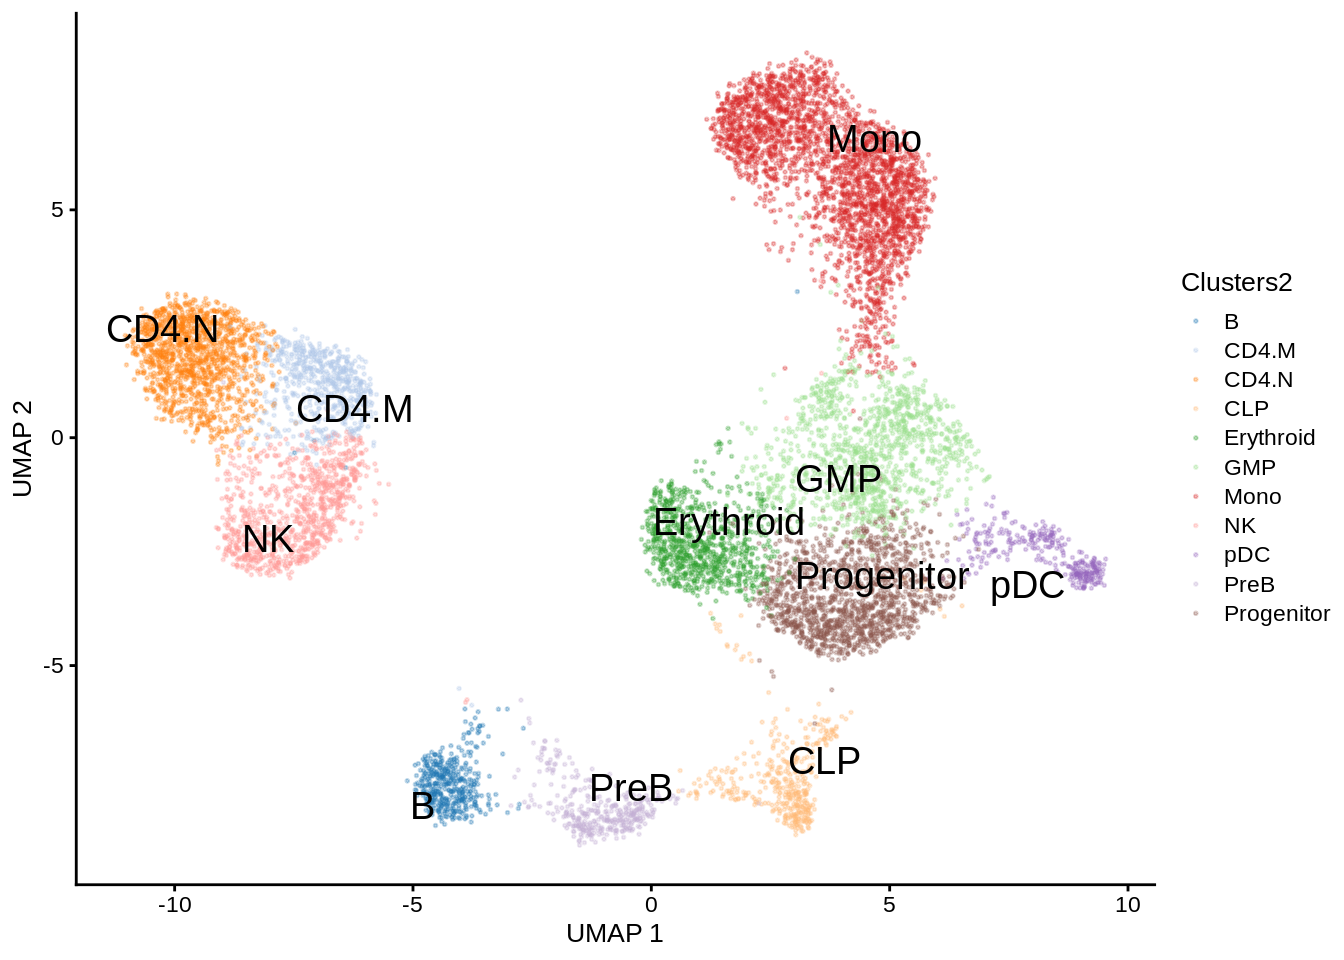 Mono
5
Clusters2
B
CD4.M
CD4.N
CLP
Erythroid
GMP
Mono
NK
pDC
PreB
Progenitor
CD4.N
CD4.M
0
UMAP 2
GMP
Erythroid
NK
Progenitor
pDC
-5
CLP
PreB
B
-10
-5
0
5
10
UMAP 1